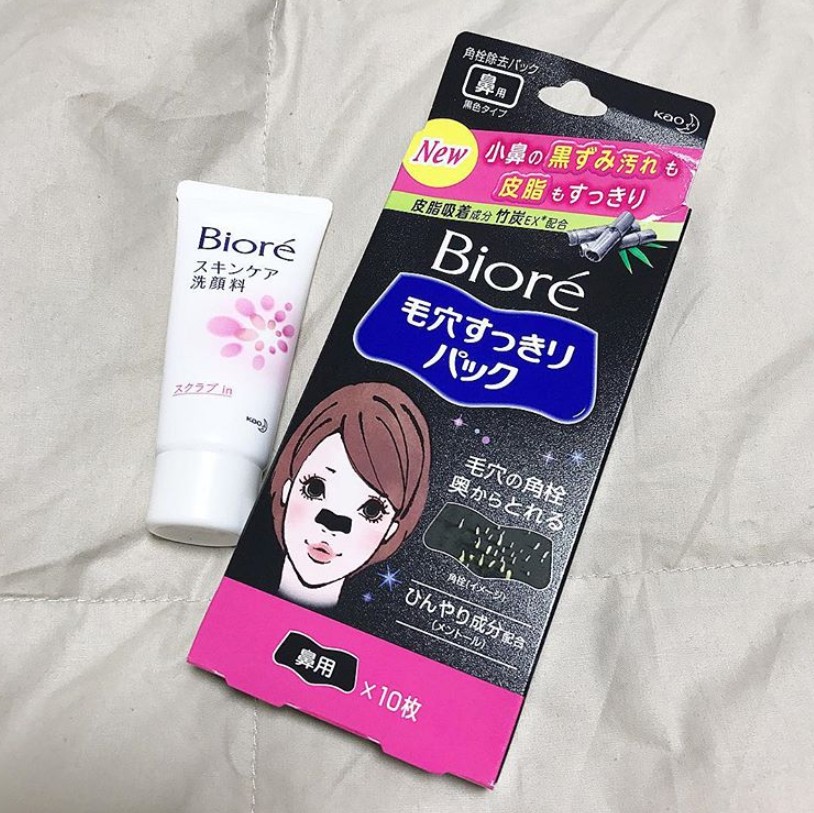 Bioré
スキンケア
洗顔料
スクラブ in
Kao
角栓除去パック
鼻用
黒色タイプ
Kao
New
小鼻の黒ずみ汚れも
皮脂もすっきり
皮脂吸着成分 竹炭EX*配合
Bioré
毛穴すっきり
パック
毛穴の角栓
奥からとれる
角栓(イメージ)
ひんやり成分配合
(メントール)
鼻用
x10枚